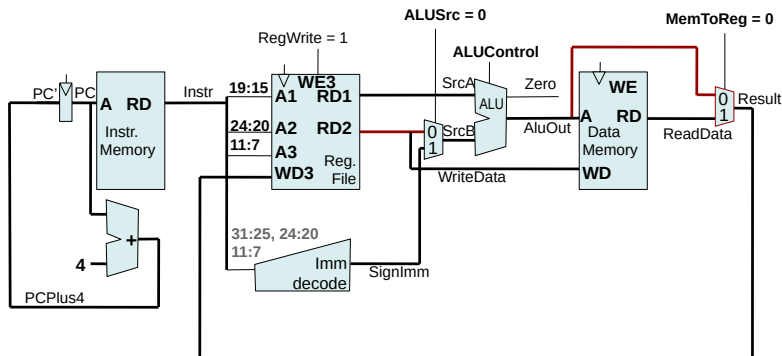 ALUSrc = 0
MemToReg = 0
RegWrite = 1
ALUControl
PC'
PC
A RD
Instr.
Memory
Instr
19:15
24:20
11:7
WE3
A1 RD1
A2 RD2
A3
Reg.
WD3 File
SrcA
0
1
SrcB
ALU
Zero
AluOut
WE
A RD
Data
Memory
WD
WriteData
ReadData
0
1
Result
+
4
PCPlus4
31:25, 24:20
11:7
Imm
decode
SignImm